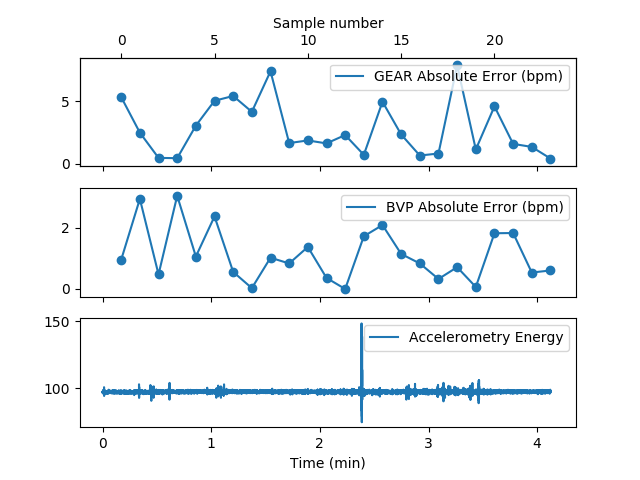 Sample number
0 5 10 15 20
GEAR Absolute Error (bpm)
5
0
BVP Absolute Error (bpm)
2
0
150
Accelerometry Energy
100
0 1 2 3 4
Time (min)